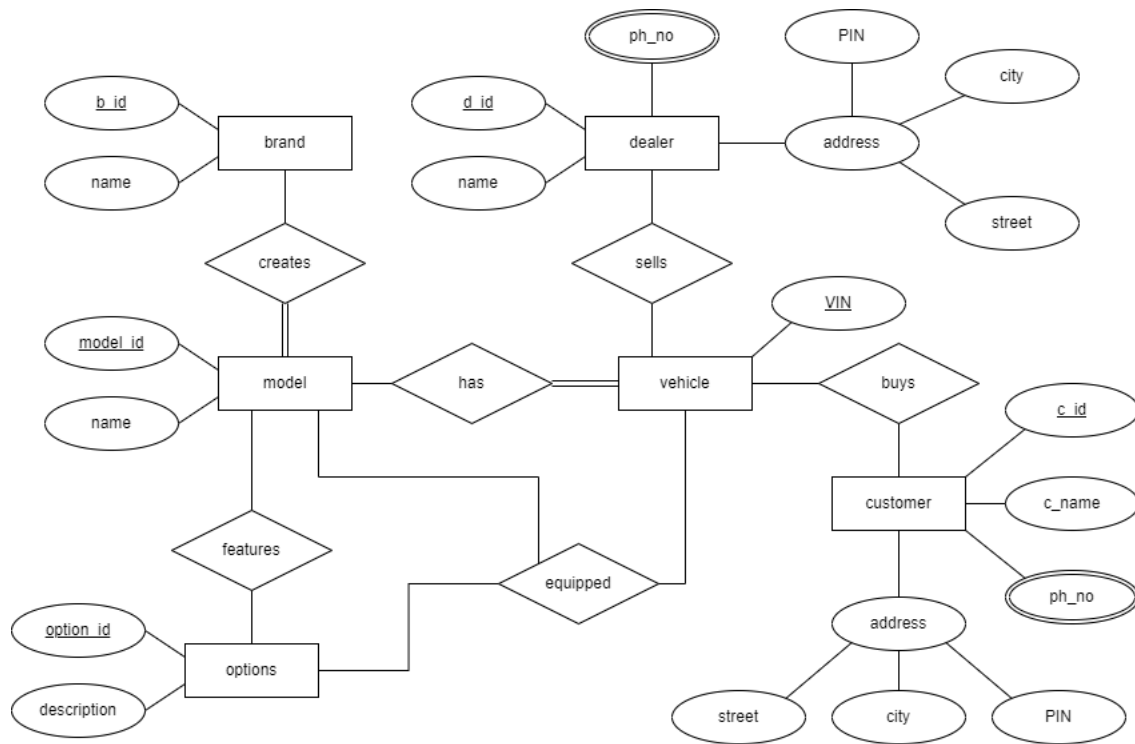 ph_no
PIN
city
b_id
d_id
brand
dealer
address
name
name
street
creates
sells
VIN
model_id
model
has
vehicle
buys
c_id
name
customer
c_name
features
equipped
ph_no
option_id
address
options
description
street
city
PIN